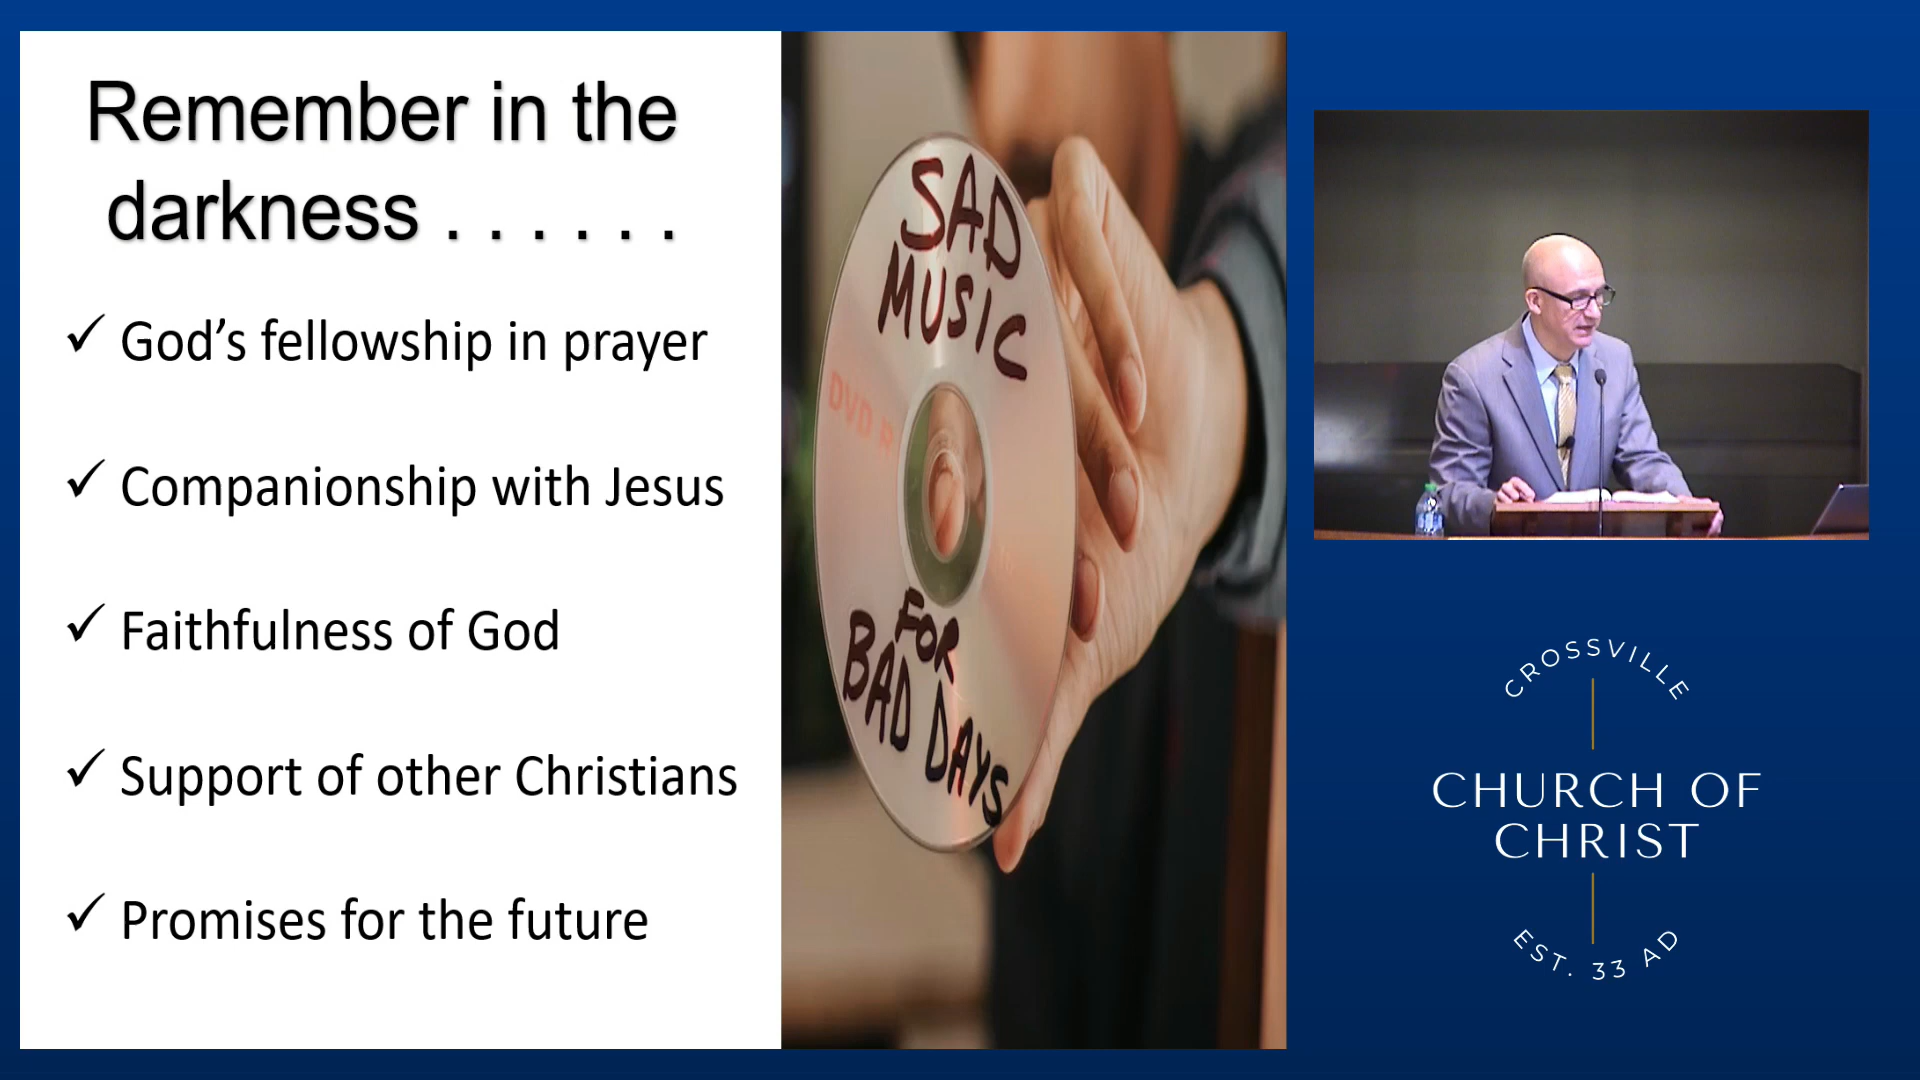 Remember in the
darkness . . . . . .
✓ God’s fellowship in prayer
✓ Companionship with Jesus
✓ Faithfulness of God
✓ Support of other Christians
✓ Promises for the future
SAD
MUSIC
DVD R
FOR
BAD DAYS
CROSSVILLE
CHURCH OF
CHRIST
EST. 33 AD